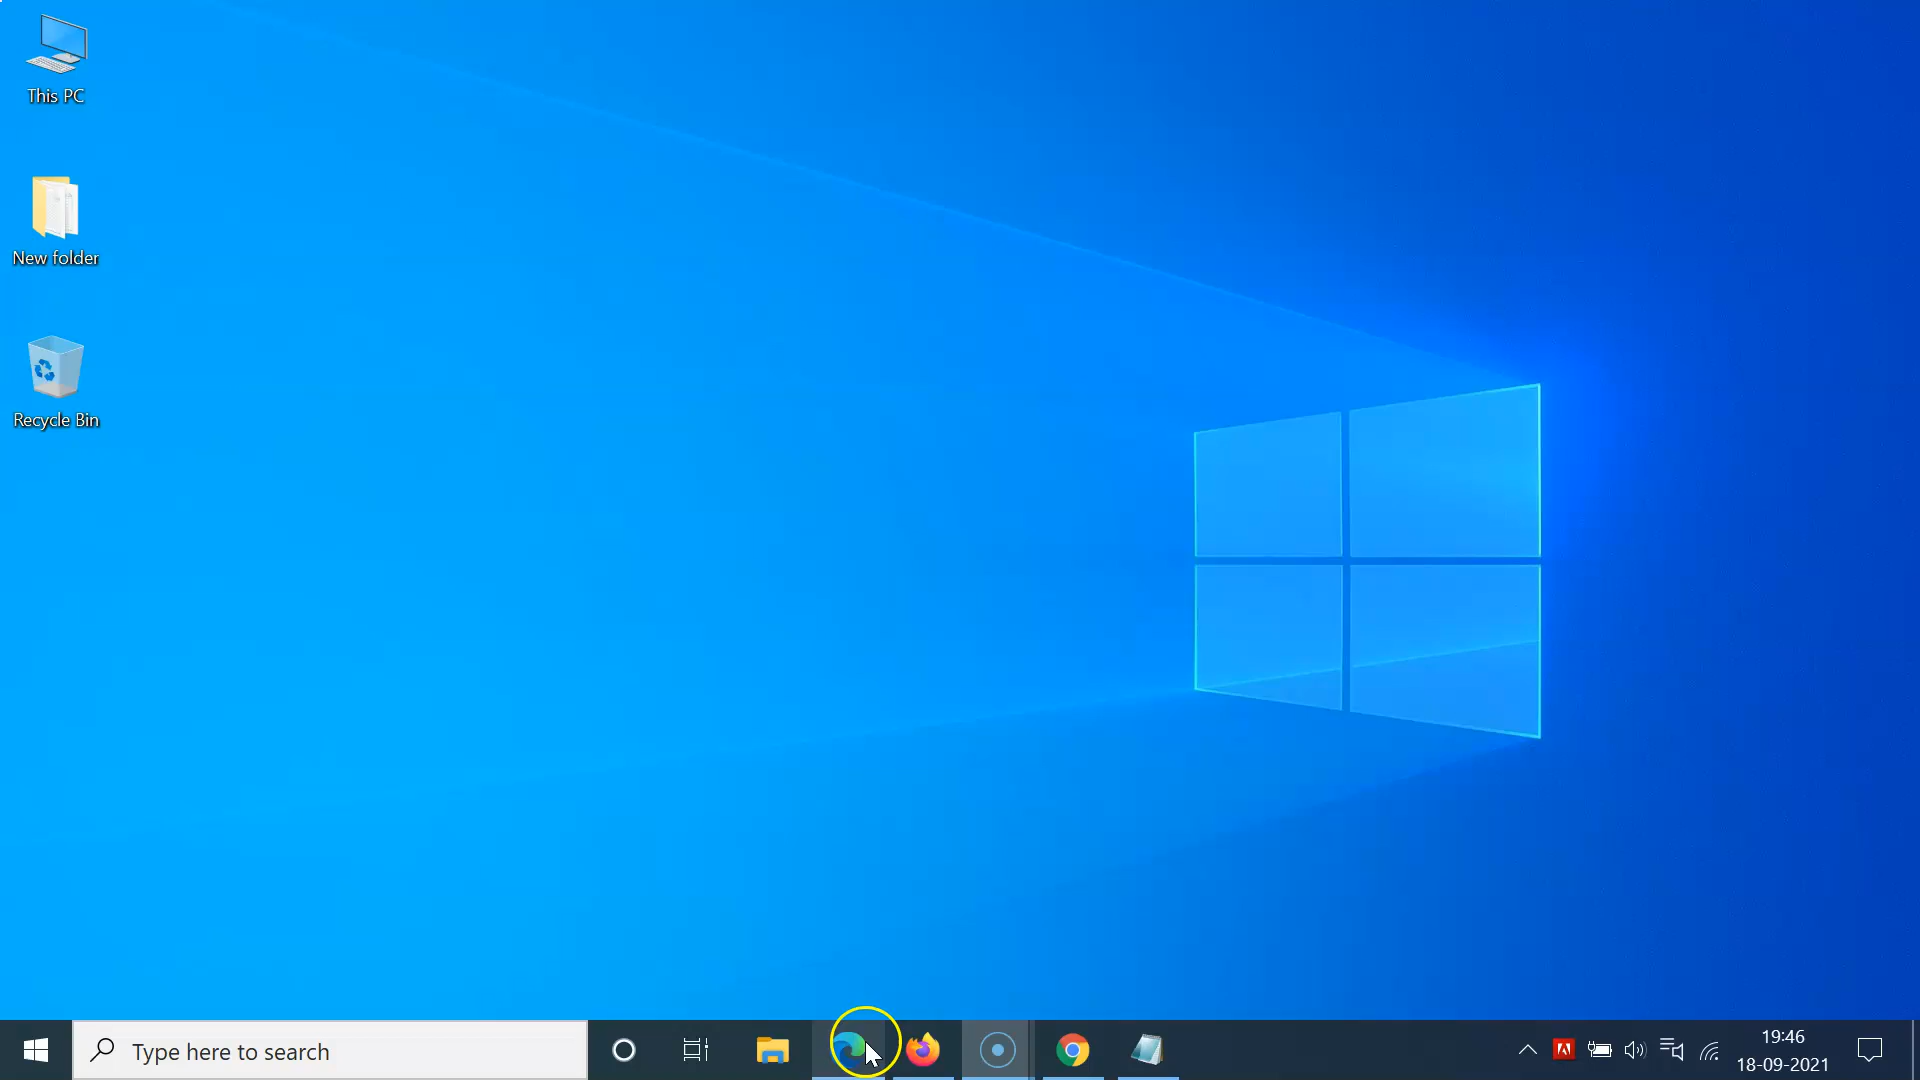 This PC
New folder
Recycle Bin
Type here to search
19:46
18-09-2021